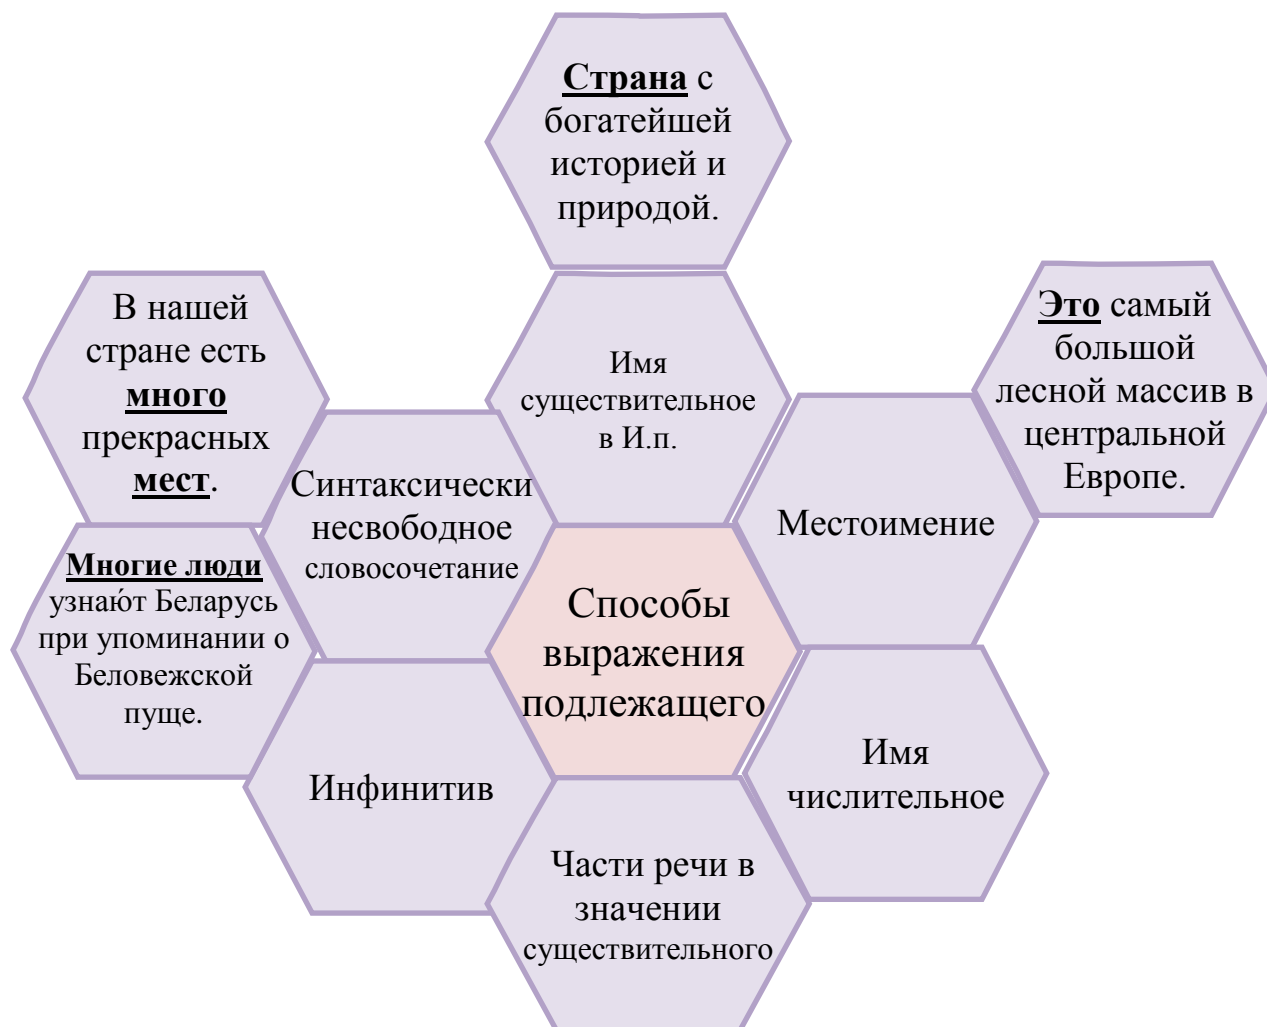 Страна с
богатейшей
историей и
природой.
В нашей
стране есть
много
прекрасных
мест.
Имя
существительное
в И.п.
Это самый
большой
лесной массив в
центральной
Европе.
Синтаксически
несвободное
словосочетание
Местоимение
Многие люди
узнаю́т Беларусь
при упоминании о
Беловежской
пуще.
Способы
выражения
подлежащего
Инфинитив
Имя
числительное
Части речи в
значении
существительного